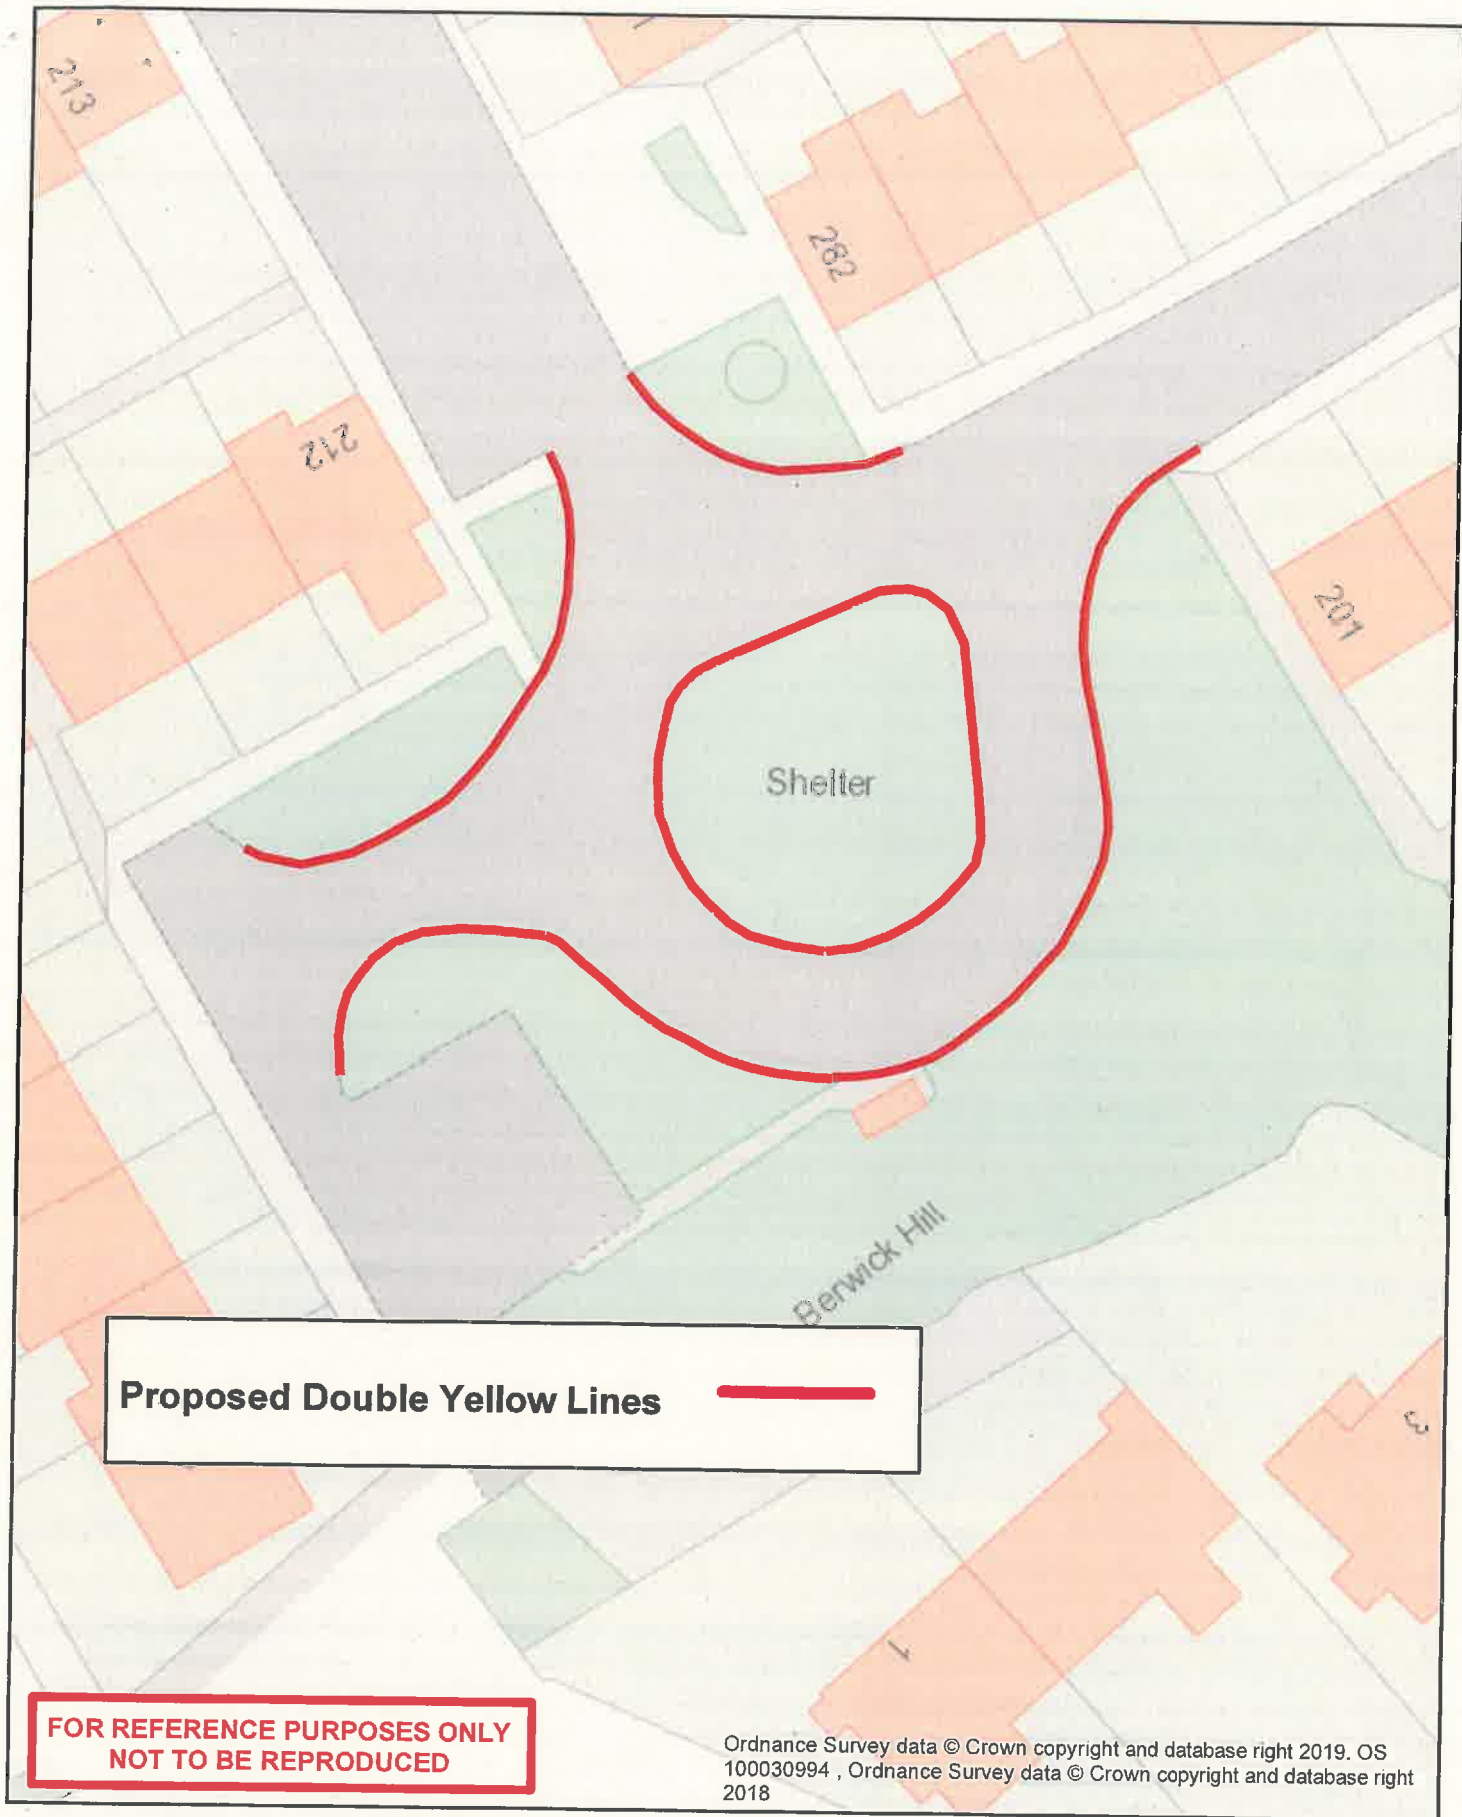 213
282
212
201
Shelter
Berwick Hill
Proposed Double Yellow Lines
3
1
FOR REFERENCE PURPOSES ONLY
NOT TO BE REPRODUCED
Ordnance Survey data © Crown copyright and database right 2019. OS
100030994 , Ordnance Survey data © Crown copyright and database right
2018